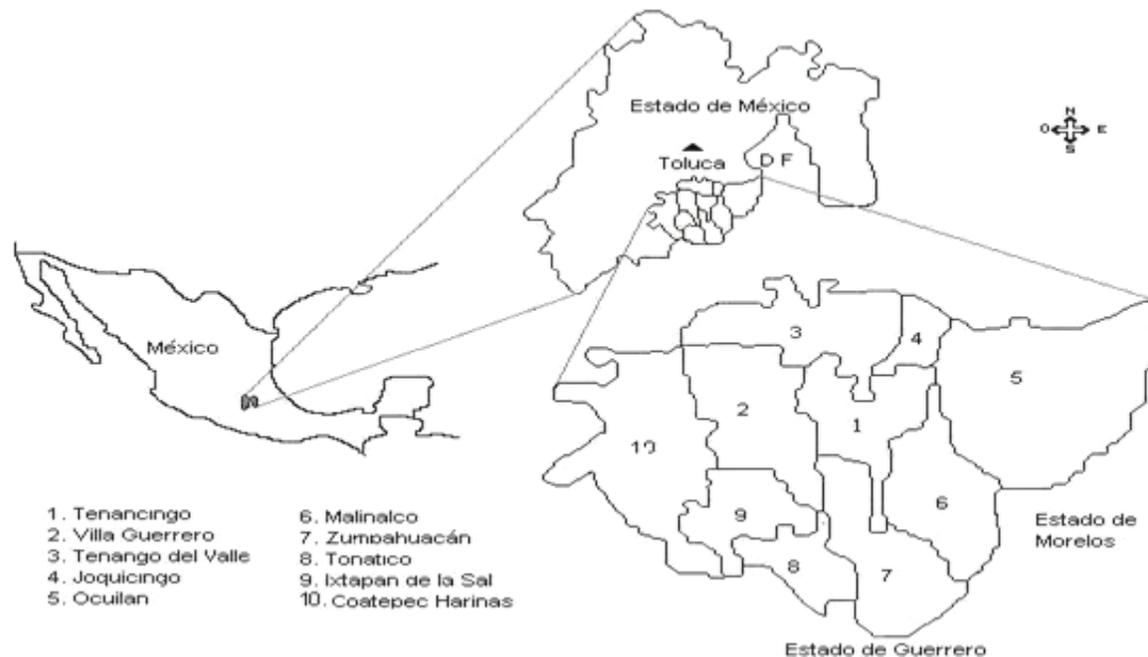 Estado de México
N
O E
S
Toluca
D F
México
3
4
5
2
1
10
6
9
8
7
Estado de
Morelos
Estado de Guerrero
1. Tenancingo
2. Villa Guerrero
3. Tenango del Valle
4. Joquicingo
5. Ocuilan
6. Malinalco
7. Zumpahuacán
8. Tonatico
9. Ixtapan de la Sal
10. Coatepec Harinas